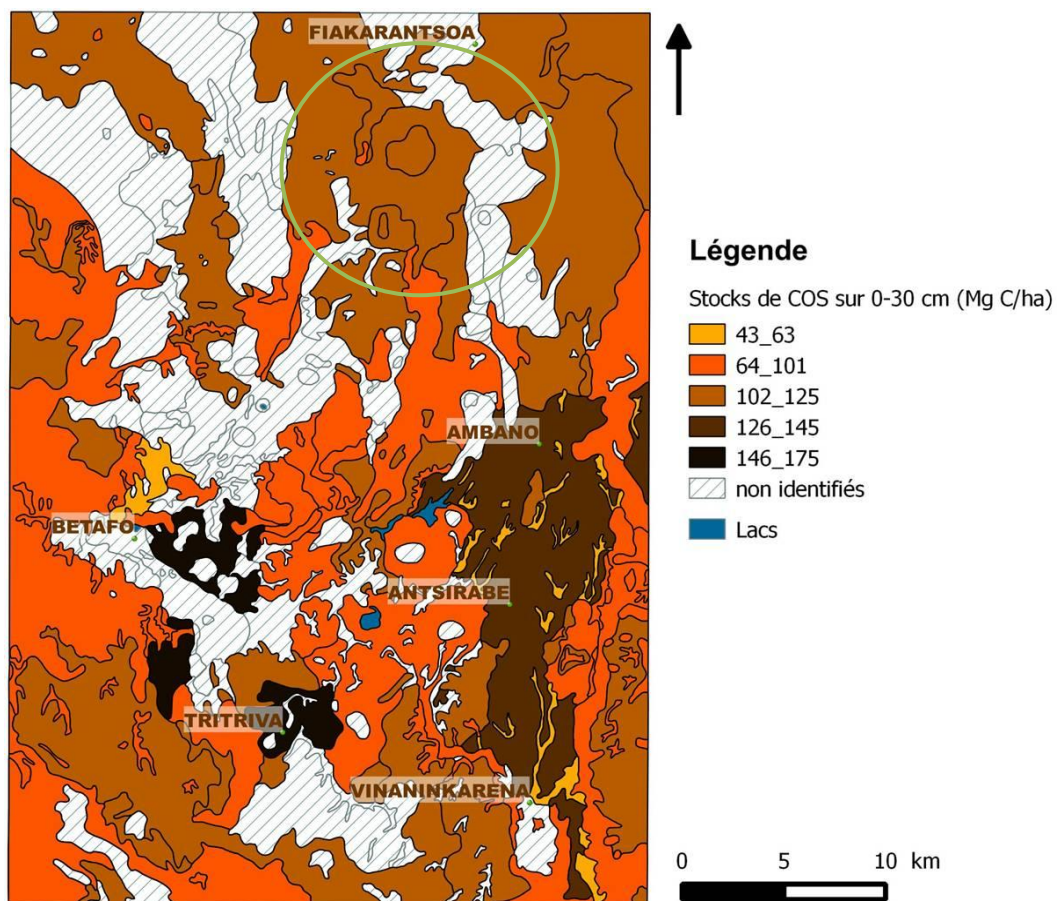 FIAKARANTSOA
AMBANO
BETAFO
ANTSIRABE
TRITRIVA
VINANINKARENA
Légende
Stocks de COS sur 0-30 cm (Mg C/ha)
43_63
64_101
102_125
126_145
146_175
non identifiés
Lacs
0 5 10 km